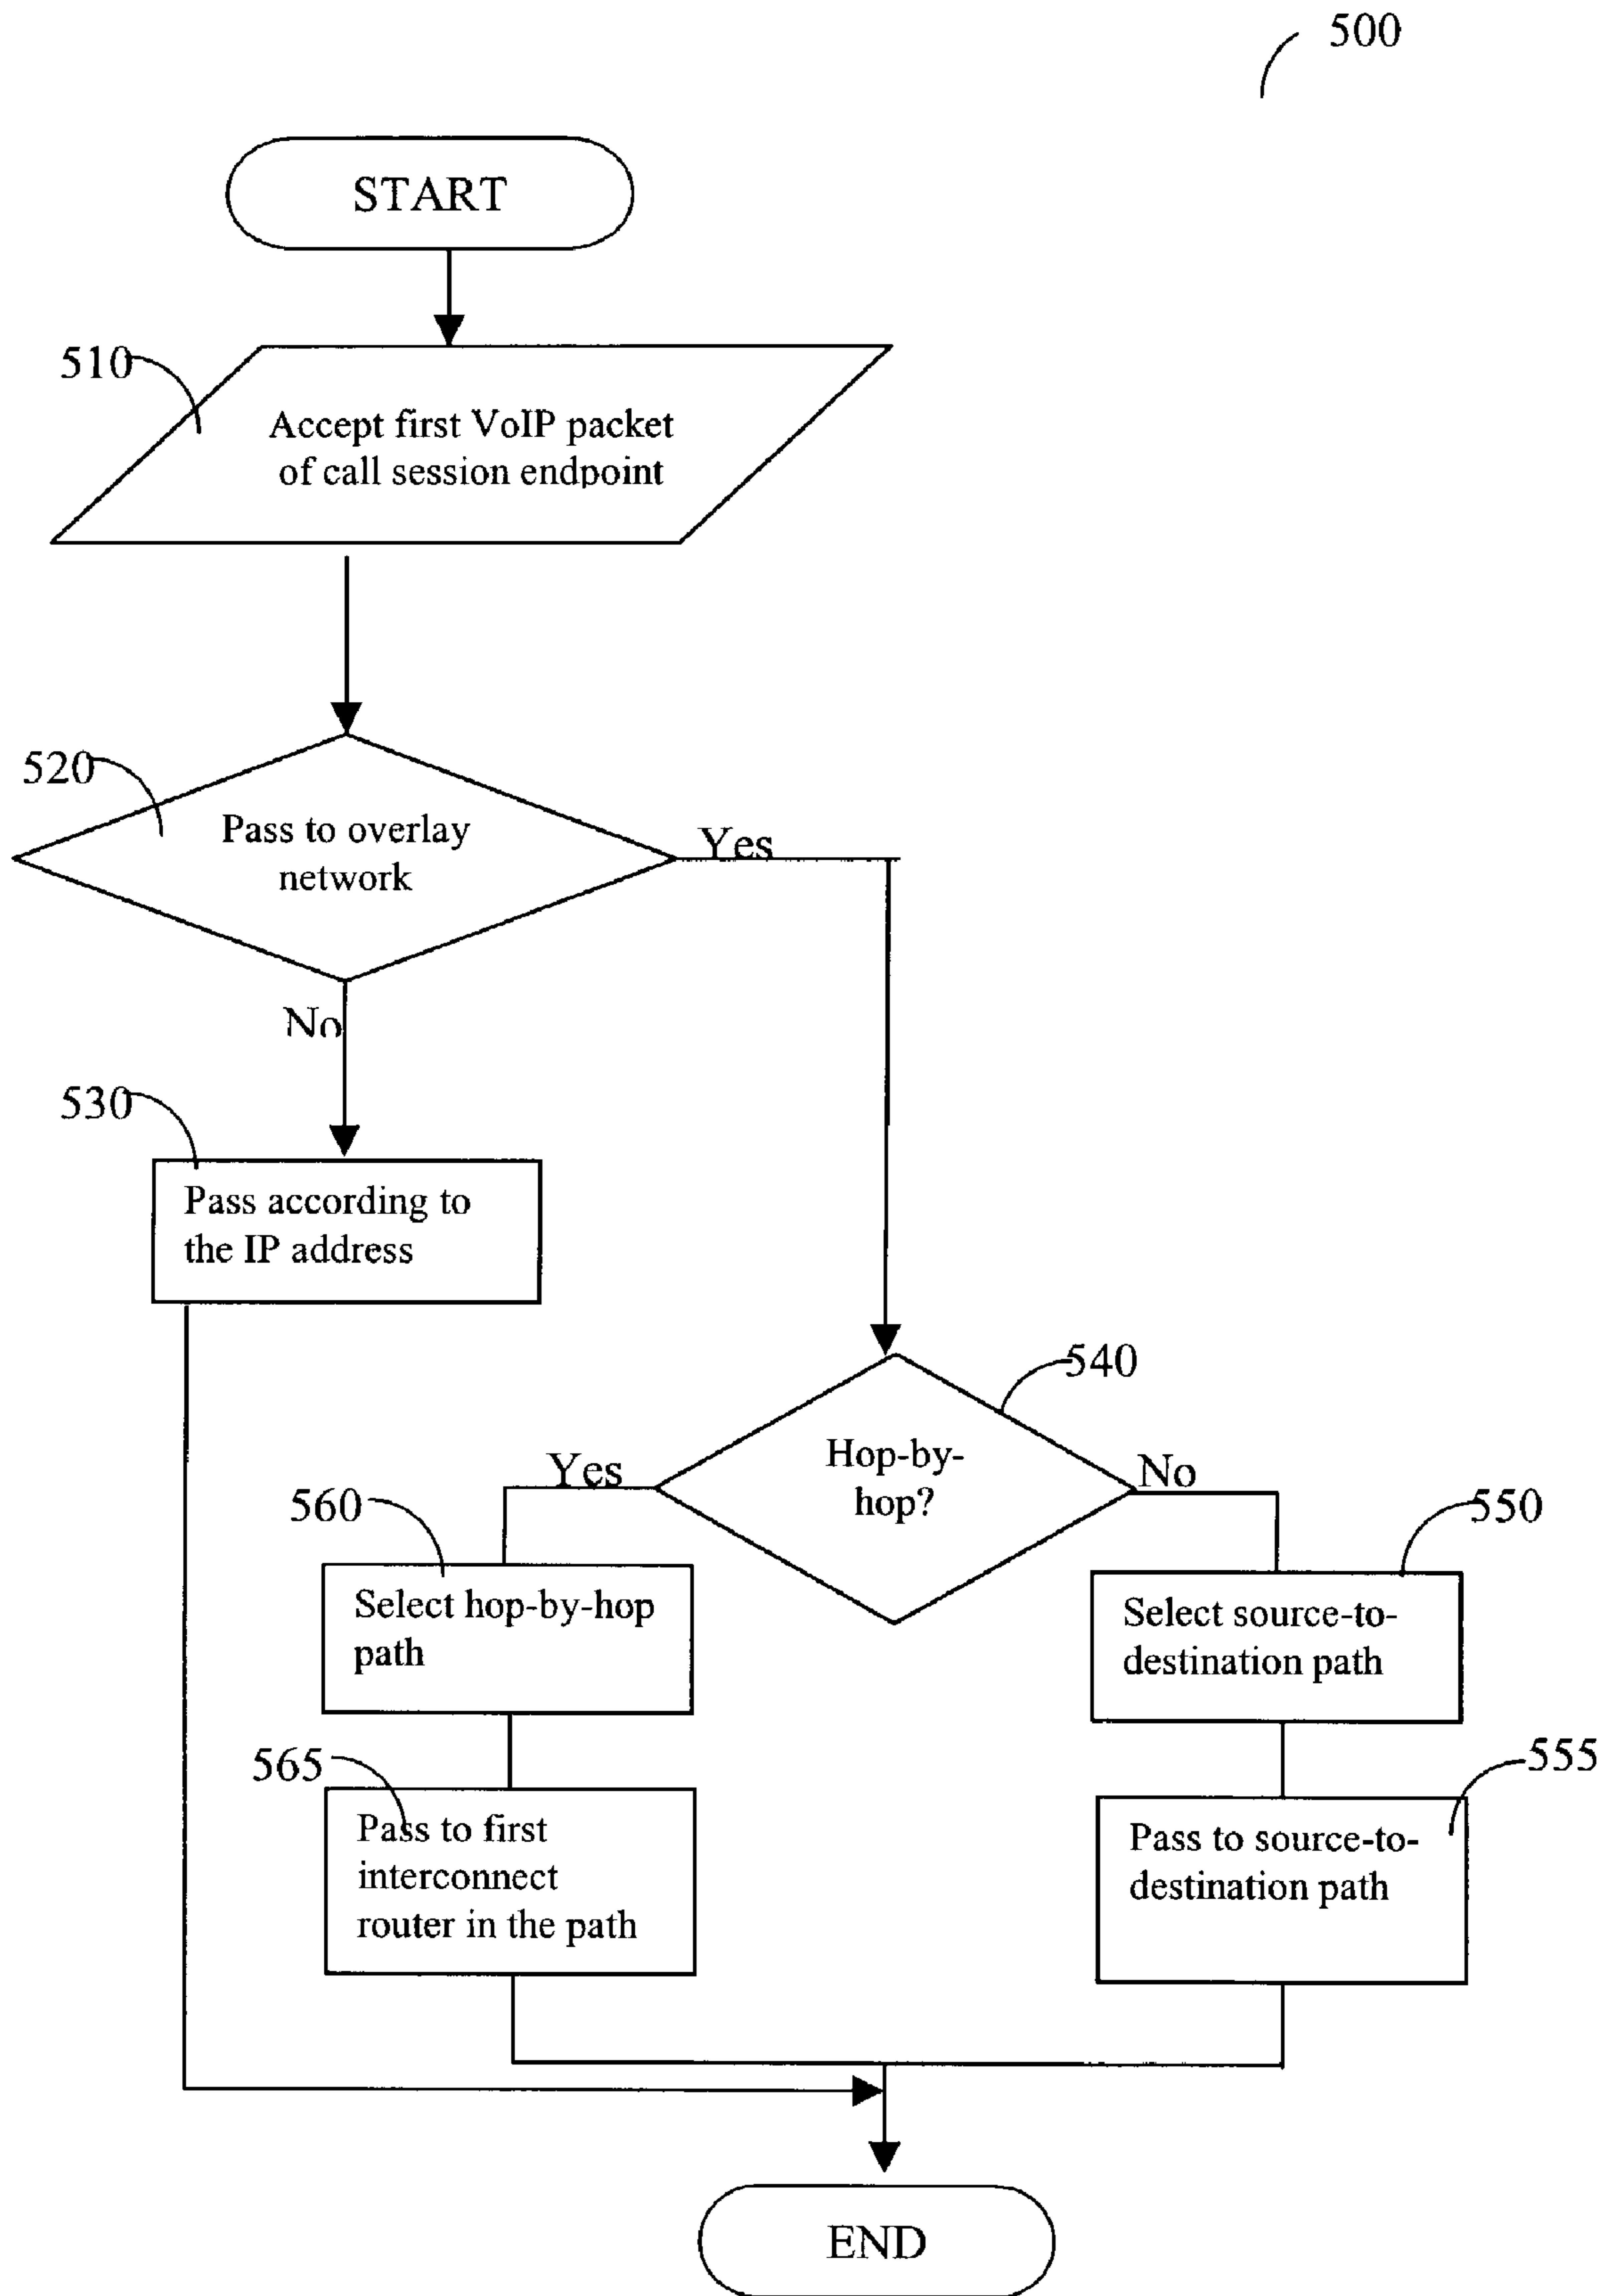 500
START
510
Accept first VoIP packet
of call session endpoint
520
Pass to overlay
network
Yes
No
530
Pass according to
the IP address
540
Hop-by-
hop?
Yes
No
560
Select hop-by-hop
path
550
Select source-to-
destination path
565
Pass to first
interconnect
router in the path
555
Pass to source-to-
destination path
END